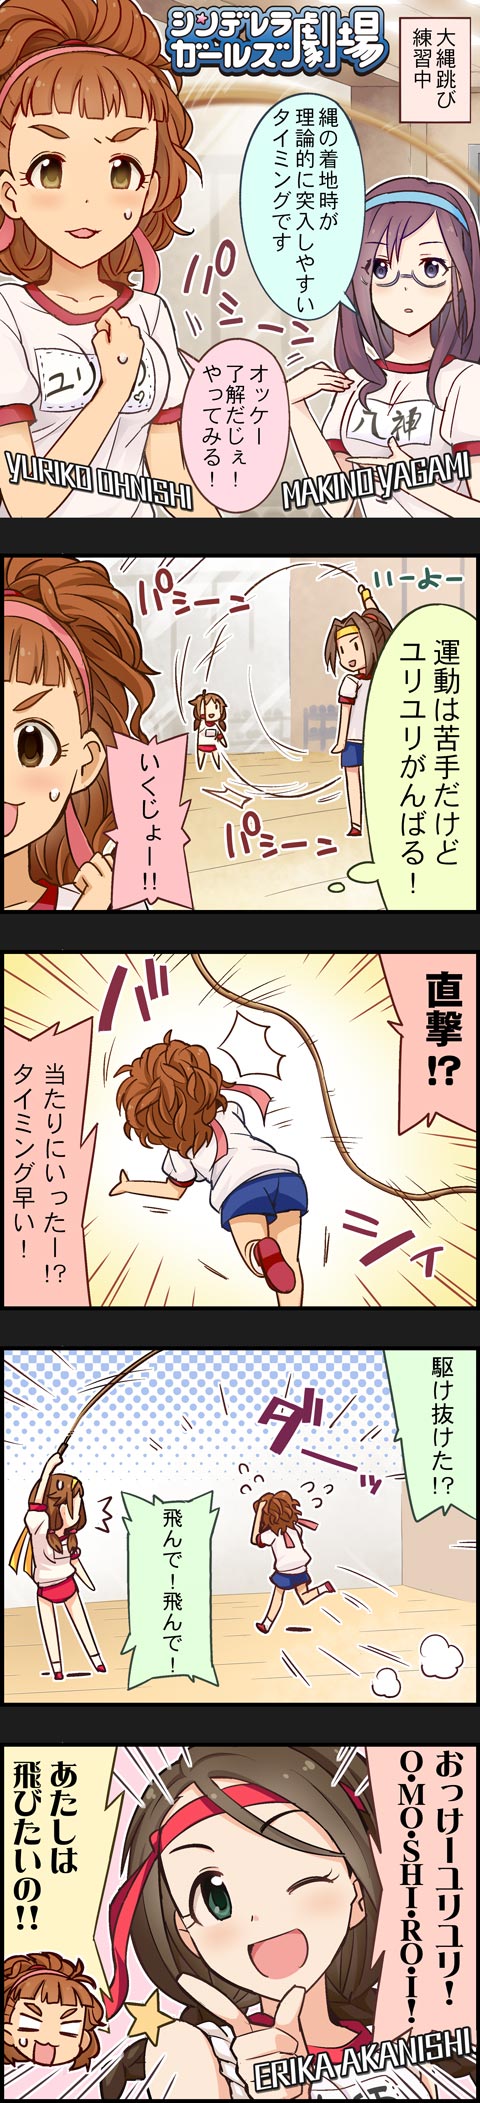 シンデレラ
ガールズ劇場
大縄跳び
練習中
縄の着地時が
理論的に突入しやすい
タイミングです
パシーン
オッケー
了解だじぇ!
やってみる!
ユリ
八神
YURIKO OHNISHI
MAKINO YAGAMI
パシーン
いーよー
運動は苦手だけど
ユリユリがんばる!
パシーン
いくじょー!!
直撃!?
ビシィ
当たりにいったー!?
タイミング早い!
駆け抜けた!?
ダーッ
飛んで!飛んで!
おっけーユリユリ!
O・MO・SHI・RO・I!
あたしは
飛びたいの!!
ERIKA AKANISHI